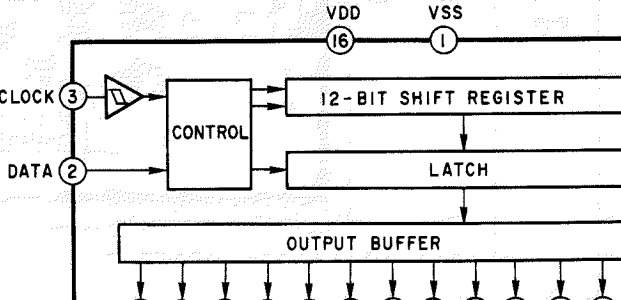 VDD VSS
16 1
CLOCK 3
12-BIT SHIFT REGISTER
CONTROL
DATA 2
LATCH
OUTPUT BUFFER